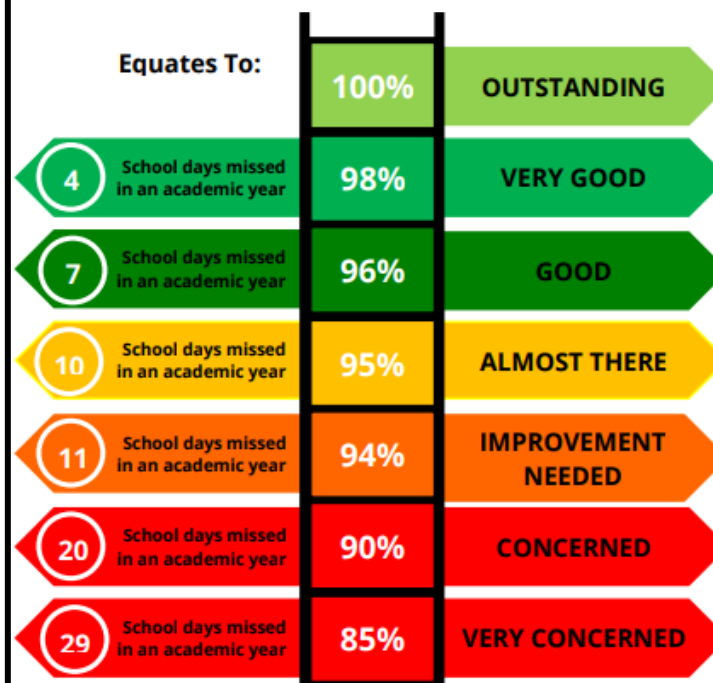 Equates To:
100%
OUTSTANDING
4
School days missed
in an academic year
98%
VERY GOOD
7
School days missed
in an academic year
96%
GOOD
10
School days missed
in an academic year
95%
ALMOST THERE
11
School days missed
in an academic year
94%
IMPROVEMENT
NEEDED
20
School days missed
in an academic year
90%
CONCERNED
29
School days missed
in an academic year
85%
VERY CONCERNED